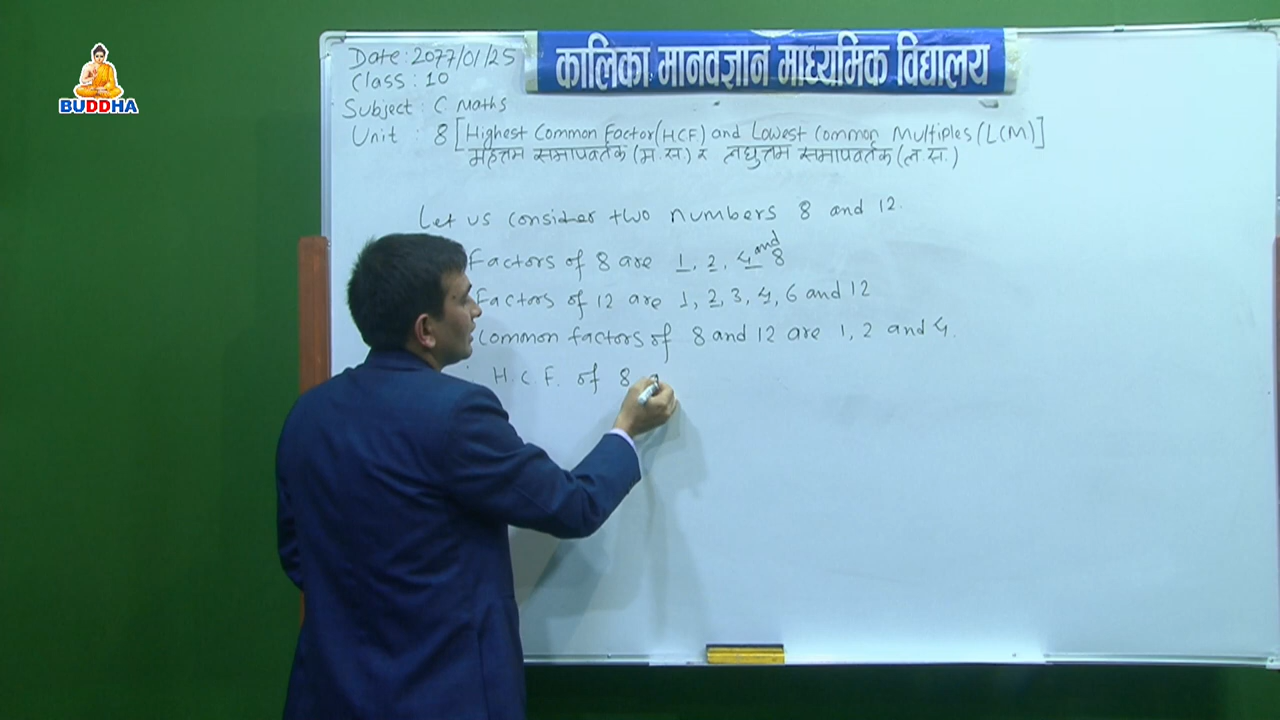 BUDDHA
कालिका मानवज्ञान माध्यमिक विद्यालय
Date: 2077/01/25
Class: 10
Subject: C Maths
Unit : 8 [Highest Common Factor(HCF) and Lowest Common Multiples (LCM)]
महत्तम समापवर्तक (म.स.) र लघुत्तम समापवर्तक (ल.स.)
Let us consider two numbers 8 and 12.
Factors of 8 are 1, 2, 4 and 8
Factors of 12 are 1, 2, 3, 4, 6 and 12
Common factors of 8 and 12 are 1, 2 and 4.
H.C.F. of 8